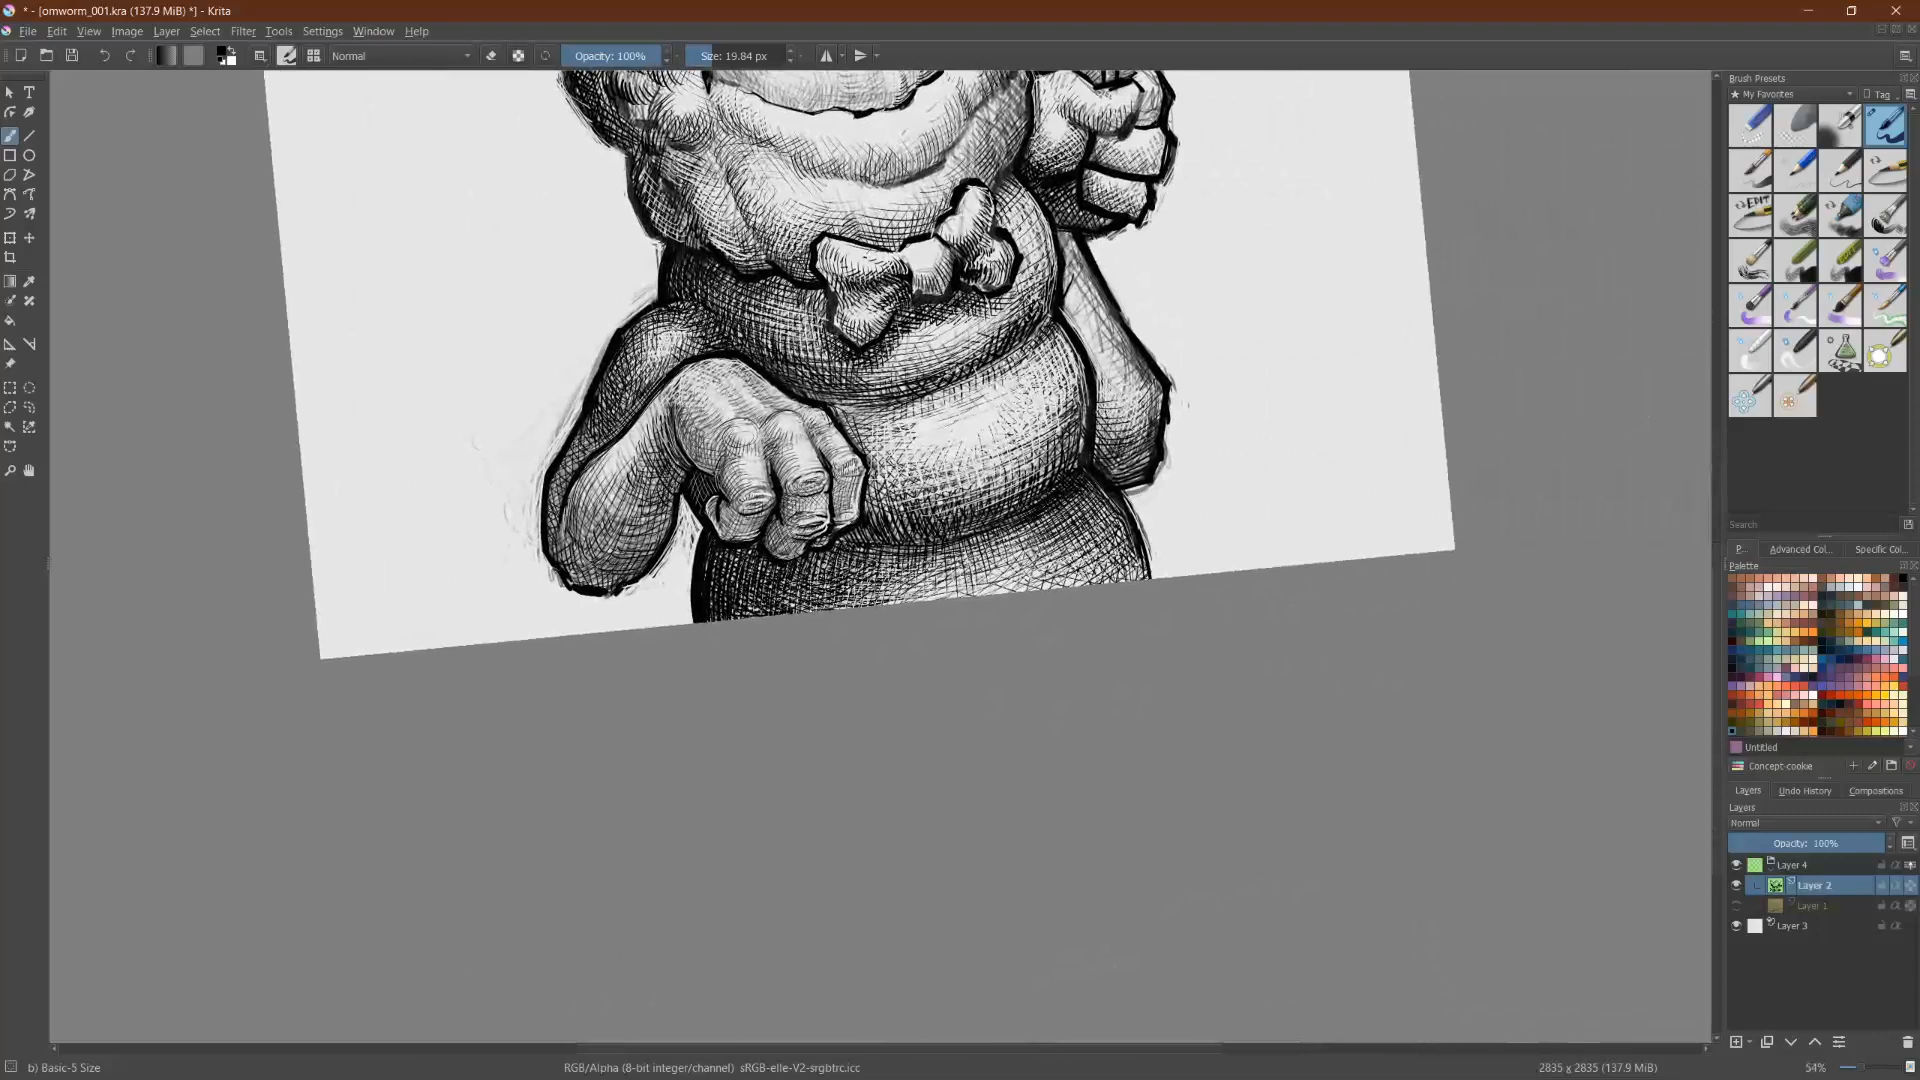 * - [omworm_001.kra (137.9 MiB) *] - Krita
File Edit View Image Layer Select Filter Tools Settings Window Help
Normal Opacity: 100% Size: 19.84 px
Brush Presets
My Favorites Tag
EDIT
Search
P... Advanced Col... Specific Col...
Palette
Untitled
Concept-cookie
Layers Undo History Compositions
Layers
Normal
Opacity: 100%
Layer 4
Layer 2
Layer 1
Layer 3
b) Basic-5 Size RGB/Alpha (8-bit integer/channel) sRGB-elle-V2-srgbtrc.icc 2835 x 2835 (137.9 MiB) 54%